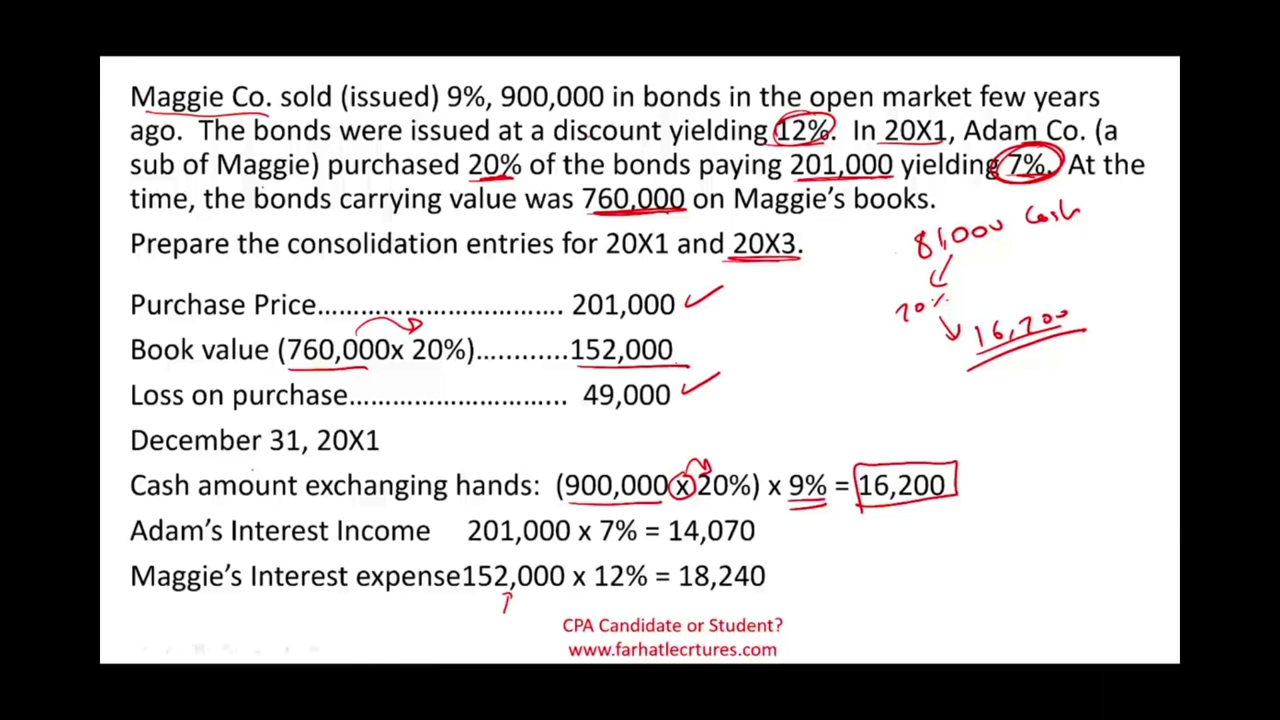 Maggie Co. sold (issued) 9%, 900,000 in bonds in the open market few years
ago. The bonds were issued at a discount yielding 12%. In 20X1, Adam Co. (a
sub of Maggie) purchased 20% of the bonds paying 201,000 yielding 7%. At the
time, the bonds carrying value was 760,000 on Maggie's books.
81,000 Cash
Prepare the consolidation entries for 20X1 and 20X3.
20%
Purchase Price................................ 201,000
16,200
Book value (760,000x 20%)............152,000
Loss on purchase............................. 49,000
December 31, 20X1
Cash amount exchanging hands: (900,000 x 20%) x 9% = 16,200
Adam's Interest Income 201,000 x 7% = 14,070
Maggie's Interest expense152,000 x 12% = 18,240
CPA Candidate or Student?
www.farhatlecrtures.com